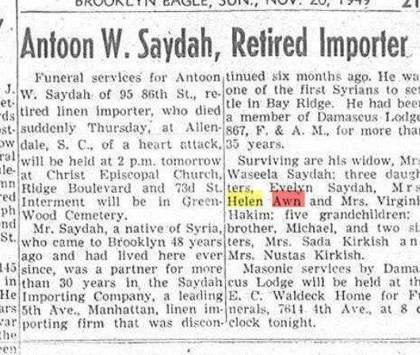 BROOKLYN EAGLE, SUN., NOV. 20, 1949 21
Antoon W. Saydah, Retired Importer
Funeral services for Antoon
W. Saydah of 95 86th St., re-
tired linen importer, who died
suddenly Thursday, at Allen-
dale, S. C., of a heart attack,
will be held at 2 p.m. tomorrow
at Christ Episcopal Church,
Ridge Boulevard and 73d St.
Interment will be in Green-
Wood Cemetery.
Mr. Saydah, a native of Syria,
who came to Brooklyn 48 years
ago and had lived here ever
since, was a partner for more
than 30 years in the Saydah
Importing Company, a leading
5th Ave., Manhattan, linen im-
porting firm that was discon-
tinued six months ago. He wa
one of the first Syrians to set
tle in Bay Ridge. He had been
a member of Damascus Lodge
867, F. & A. M., for more than
35 years.
Surviving are his widow, Mr
Waseela Saydah; three daugh
ters, Evelyn Saydah, Mrs
Helen Awn and Mrs. Virgini
Hakim; five grandchildren;
brother, Michael, and two sis
ters, Mrs. Sada Kirkish an
Mrs. Nustas Kirkish.
Masonic services by Dama
cus Lodge will be held at th
E. C. Waldeck Home for Fu
nerals, 7614 4th Ave., at 8 o
clock tonight.